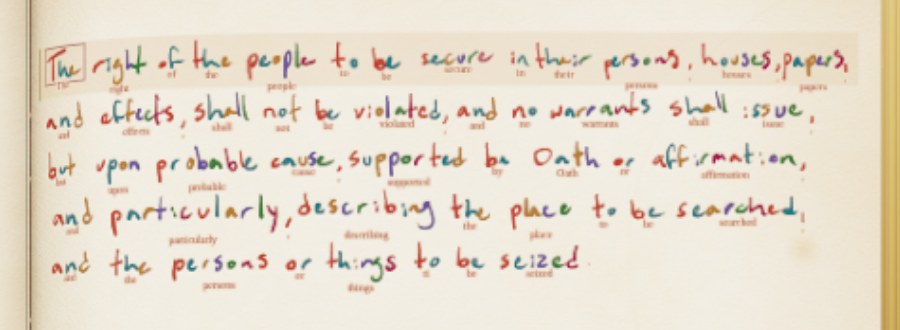 The right of the people to be secure in their persons, houses, papers,
and effects, shall not be violated, and no warrants shall issue,
but upon probable cause, supported by Oath or affirmation,
and particularly, describing the place to be searched,
and the persons or things to be seized